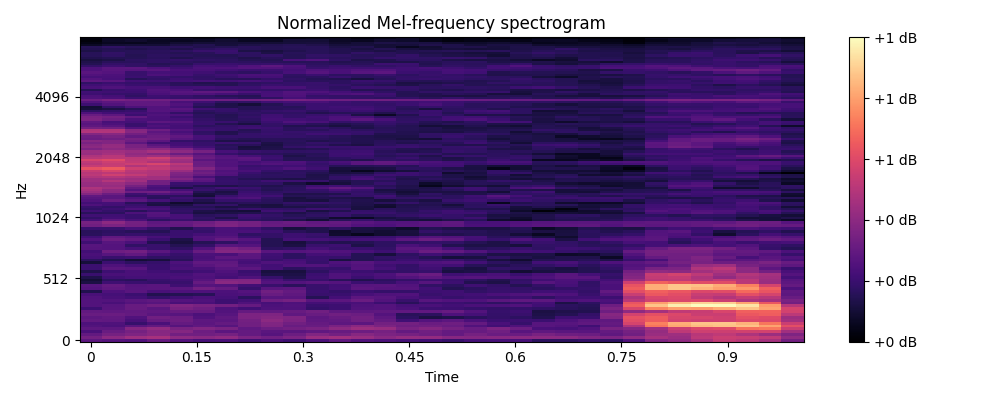 Normalized Mel-frequency spectrogram
Hz
4096
2048
1024
512
0
0 0.15 0.3 0.45 0.6 0.75 0.9
Time
+1 dB
+1 dB
+1 dB
+0 dB
+0 dB
+0 dB